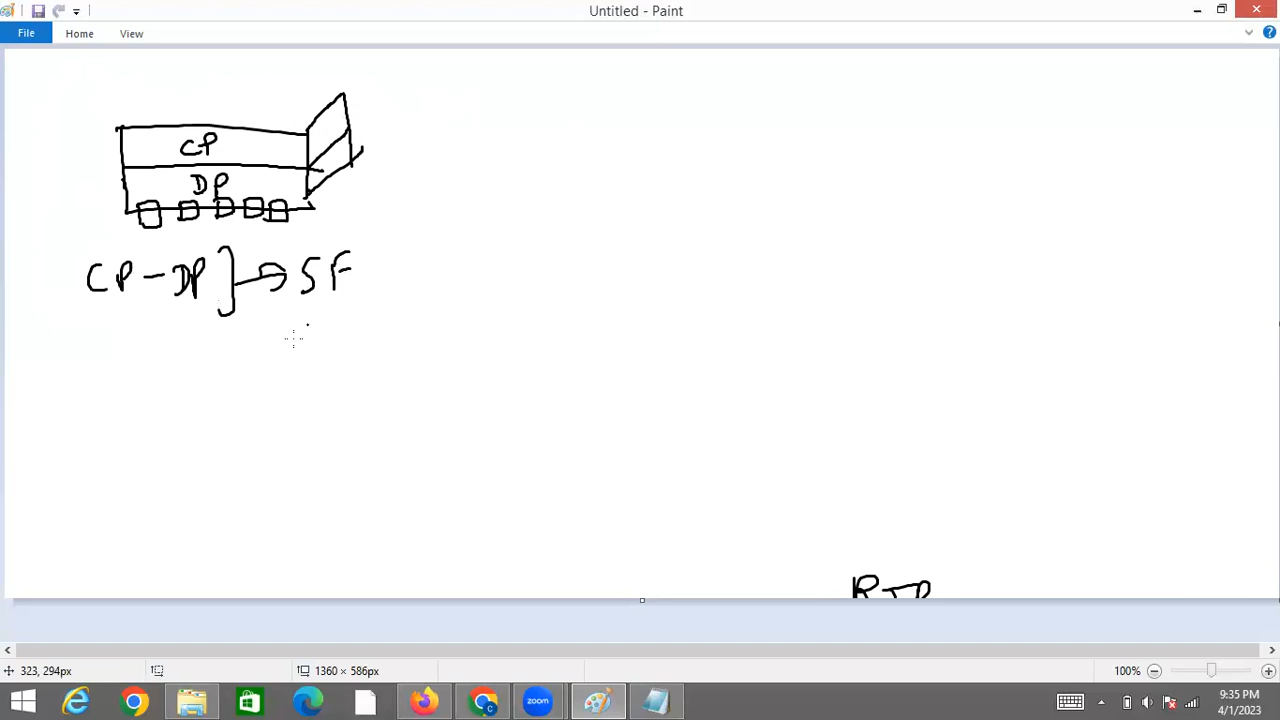 Untitled - Paint
File Home View
CP
DP
CP-DP] → SF
323, 294px
1360 × 586px
100%
zoom
9:35 PM
4/1/2023